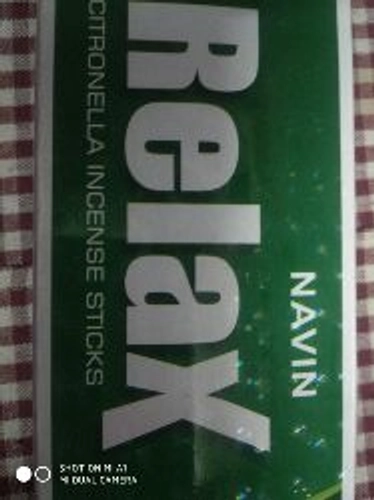 NAVIN
Relax
CITRONELLA INCENSE STICKS
SHOT ON MI A1
MI DUAL CAMERA